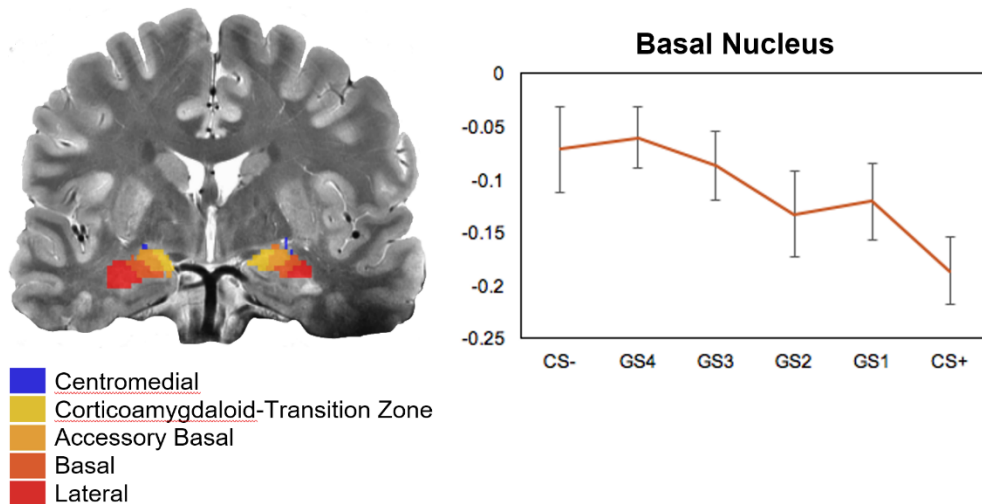 Basal Nucleus
0
-0.05
-0.1
-0.15
-0.2
-0.25
CS- GS4 GS3 GS2 GS1 CS+
Centromedial
Corticoamygdaloid-Transition Zone
Accessory Basal
Basal
Lateral